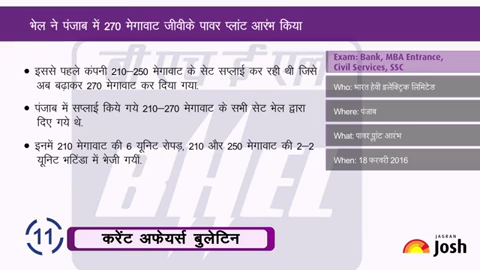 भेल ने पंजाब में 270 मेगावाट जीवीके पावर प्लांट आरंभ किया
इससे पहले कंपनी 210-250 मेगावाट के सेट सप्लाई कर रही थी जिसे
अब बढ़ाकर 270 मेगावाट कर दिया गया.
पंजाब में सप्लाई किये गये 210-270 मेगावाट के सभी सेट भेल द्वारा
दिए गये थे.
इनमें 210 मेगावाट की 6 यूनिट रोपड़, 210 और 250 मेगावाट की 2-2
यूनिट भटिंडा में भेजी गयीं.
Exam: Bank, MBA Entrance,
Civil Services, SSC
Who: भारत हेवी इलेक्ट्रिक लिमिटेड
Where: पंजाब
What: पावर प्लांट आरंभ
When: 18 फरवरी 2016
बी एच ई एल
BHEL
11
करेंट अफेयर्स बुलेटिन
JAGRAN
Josh